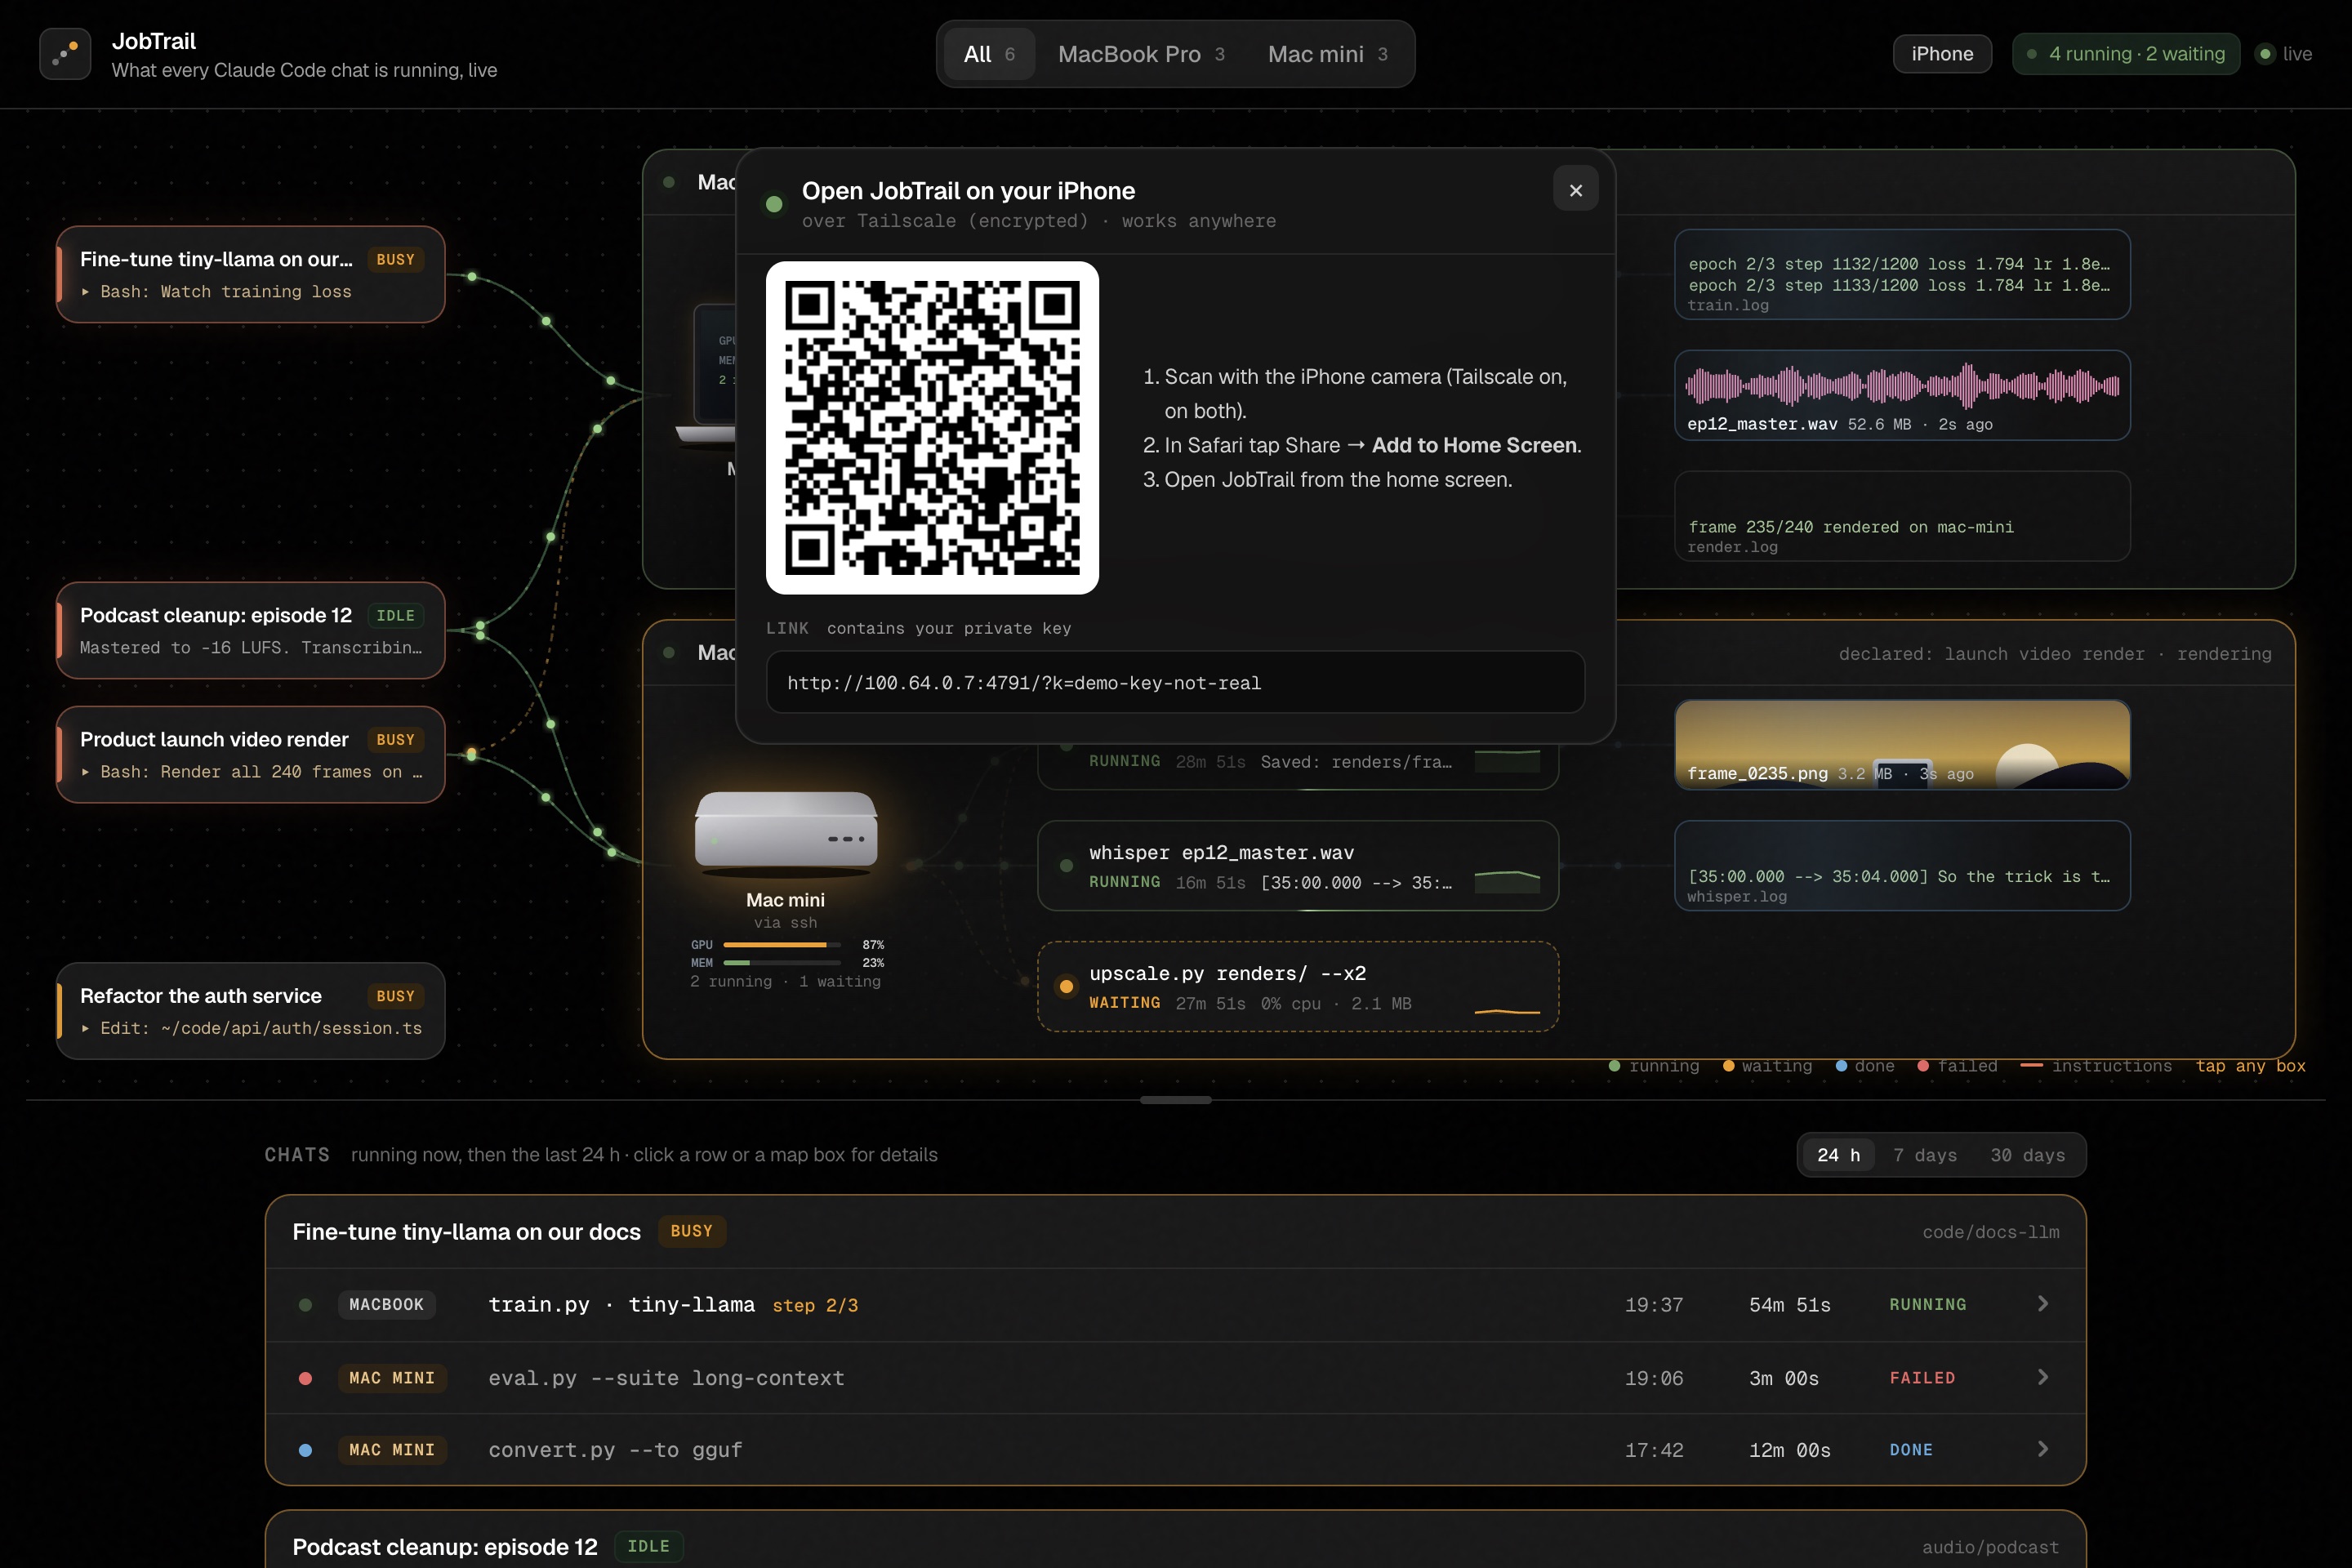 JobTrail
What every Claude Code chat is running, live
All 6
MacBook Pro 3
Mac mini 3
iPhone
4 running · 2 waiting
live
Open JobTrail on your iPhone
over Tailscale (encrypted) · works anywhere
×
1. Scan with the iPhone camera (Tailscale on,
on both).
2. In Safari tap Share → Add to Home Screen.
3. Open JobTrail from the home screen.
LINK contains your private key
http://100.64.0.7:4791/?k=demo-key-not-real
Fine-tune tiny-llama on our… BUSY
▸ Bash: Watch training loss
Podcast cleanup: episode 12 IDLE
Mastered to -16 LUFS. Transcribin…
Product launch video render BUSY
▸ Bash: Render all 240 frames on …
Refactor the auth service BUSY
▸ Edit: ~/code/api/auth/session.ts
epoch 2/3 step 1132/1200 loss 1.794 lr 1.8e…
epoch 2/3 step 1133/1200 loss 1.784 lr 1.8e…
train.log
ep12_master.wav 52.6 MB · 2s ago
frame 235/240 rendered on mac-mini
render.log
declared: launch video render · rendering
Mac mini
via ssh
GPU 87%
MEM 23%
2 running · 1 waiting
RUNNING 28m 51s Saved: renders/fra…
whisper ep12_master.wav
RUNNING 16m 51s [35:00.000 --> 35:…
upscale.py renders/ --x2
WAITING 27m 51s 0% cpu · 2.1 MB
frame_0235.png 3.2 MB · 3s ago
[35:00.000 --> 35:04.000] So the trick is t…
whisper.log
running waiting done failed instructions tap any box
CHATS running now, then the last 24 h · click a row or a map box for details
24 h 7 days 30 days
Fine-tune tiny-llama on our docs BUSY code/docs-llm
MACBOOK train.py · tiny-llama step 2/3 19:37 54m 51s RUNNING
MAC MINI eval.py --suite long-context 19:06 3m 00s FAILED
MAC MINI convert.py --to gguf 17:42 12m 00s DONE
Podcast cleanup: episode 12 IDLE audio/podcast